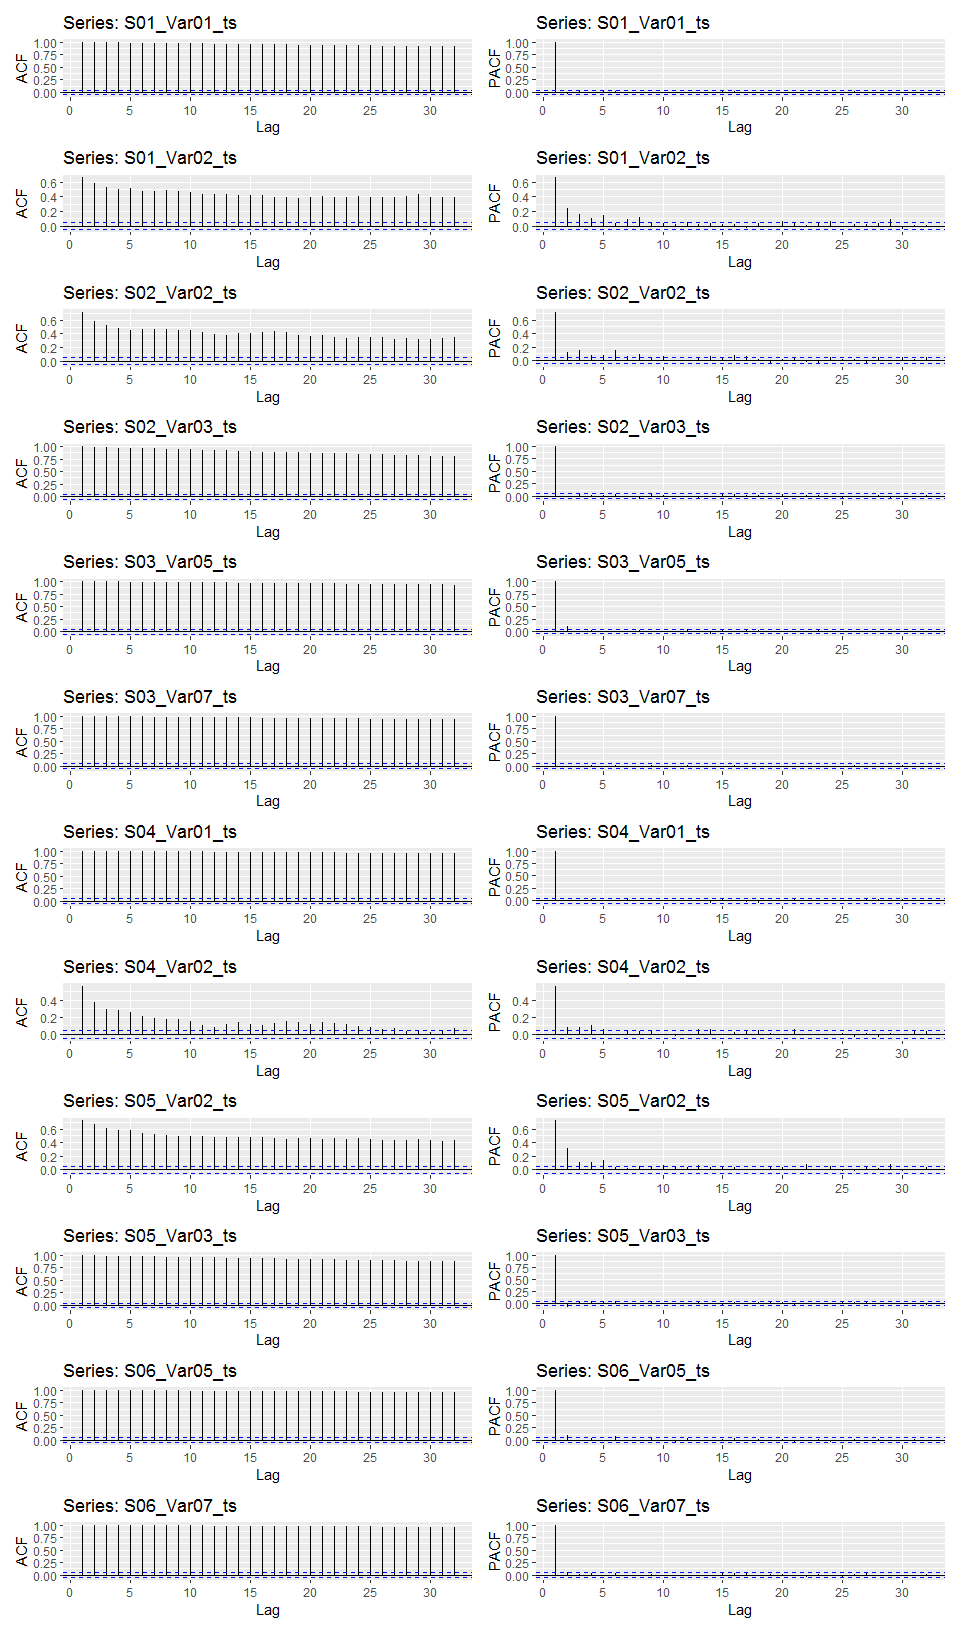 Series: S01_Var01_ts Series: S01_Var01_ts
ACF 1.00 0.75 0.50 0.25 0.00 PACF 1.00 0.75 0.50 0.25 0.00
0 5 10 15 20 25 30 0 5 10 15 20 25 30
Lag Lag
Series: S01_Var02_ts Series: S01_Var02_ts
ACF 0.6 0.4 0.2 0.0 PACF 0.6 0.4 0.2 0.0
0 5 10 15 20 25 30 0 5 10 15 20 25 30
Lag Lag
Series: S02_Var02_ts Series: S02_Var02_ts
ACF 0.6 0.4 0.2 0.0 PACF 0.6 0.4 0.2 0.0
0 5 10 15 20 25 30 0 5 10 15 20 25 30
Lag Lag
Series: S02_Var03_ts Series: S02_Var03_ts
ACF 1.00 0.75 0.50 0.25 0.00 PACF 1.00 0.75 0.50 0.25 0.00
0 5 10 15 20 25 30 0 5 10 15 20 25 30
Lag Lag
Series: S03_Var05_ts Series: S03_Var05_ts
ACF 1.00 0.75 0.50 0.25 0.00 PACF 1.00 0.75 0.50 0.25 0.00
0 5 10 15 20 25 30 0 5 10 15 20 25 30
Lag Lag
Series: S03_Var07_ts Series: S03_Var07_ts
ACF 1.00 0.75 0.50 0.25 0.00 PACF 1.00 0.75 0.50 0.25 0.00
0 5 10 15 20 25 30 0 5 10 15 20 25 30
Lag Lag
Series: S04_Var01_ts Series: S04_Var01_ts
ACF 1.00 0.75 0.50 0.25 0.00 PACF 1.00 0.75 0.50 0.25 0.00
0 5 10 15 20 25 30 0 5 10 15 20 25 30
Lag Lag
Series: S04_Var02_ts Series: S04_Var02_ts
ACF 0.4 0.2 0.0 PACF 0.4 0.2 0.0
0 5 10 15 20 25 30 0 5 10 15 20 25 30
Lag Lag
Series: S05_Var02_ts Series: S05_Var02_ts
ACF 0.6 0.4 0.2 0.0 PACF 0.6 0.4 0.2 0.0
0 5 10 15 20 25 30 0 5 10 15 20 25 30
Lag Lag
Series: S05_Var03_ts Series: S05_Var03_ts
ACF 1.00 0.75 0.50 0.25 0.00 PACF 1.00 0.75 0.50 0.25 0.00
0 5 10 15 20 25 30 0 5 10 15 20 25 30
Lag Lag
Series: S06_Var05_ts Series: S06_Var05_ts
ACF 1.00 0.75 0.50 0.25 0.00 PACF 1.00 0.75 0.50 0.25 0.00
0 5 10 15 20 25 30 0 5 10 15 20 25 30
Lag Lag
Series: S06_Var07_ts Series: S06_Var07_ts
ACF 1.00 0.75 0.50 0.25 0.00 PACF 1.00 0.75 0.50 0.25 0.00
0 5 10 15 20 25 30 0 5 10 15 20 25 30
Lag Lag